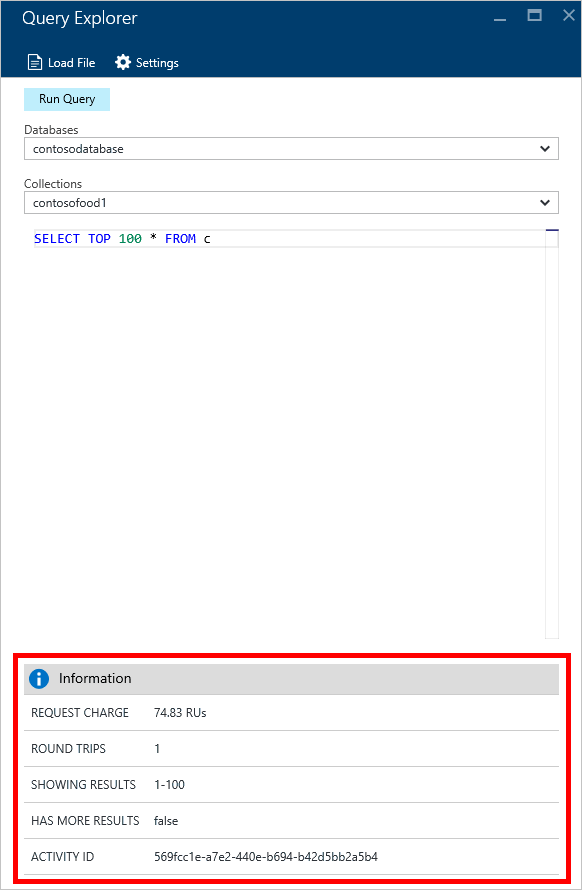 Query Explorer
Load File Settings
Run Query
Databases
contosodatabase
Collections
contosofood1
SELECT TOP 100 * FROM c
Information
REQUEST CHARGE 74.83 RUs
ROUND TRIPS 1
SHOWING RESULTS 1-100
HAS MORE RESULTS false
ACTIVITY ID 569fcc1e-a7e2-440e-b694-b42d5bb2a5b4